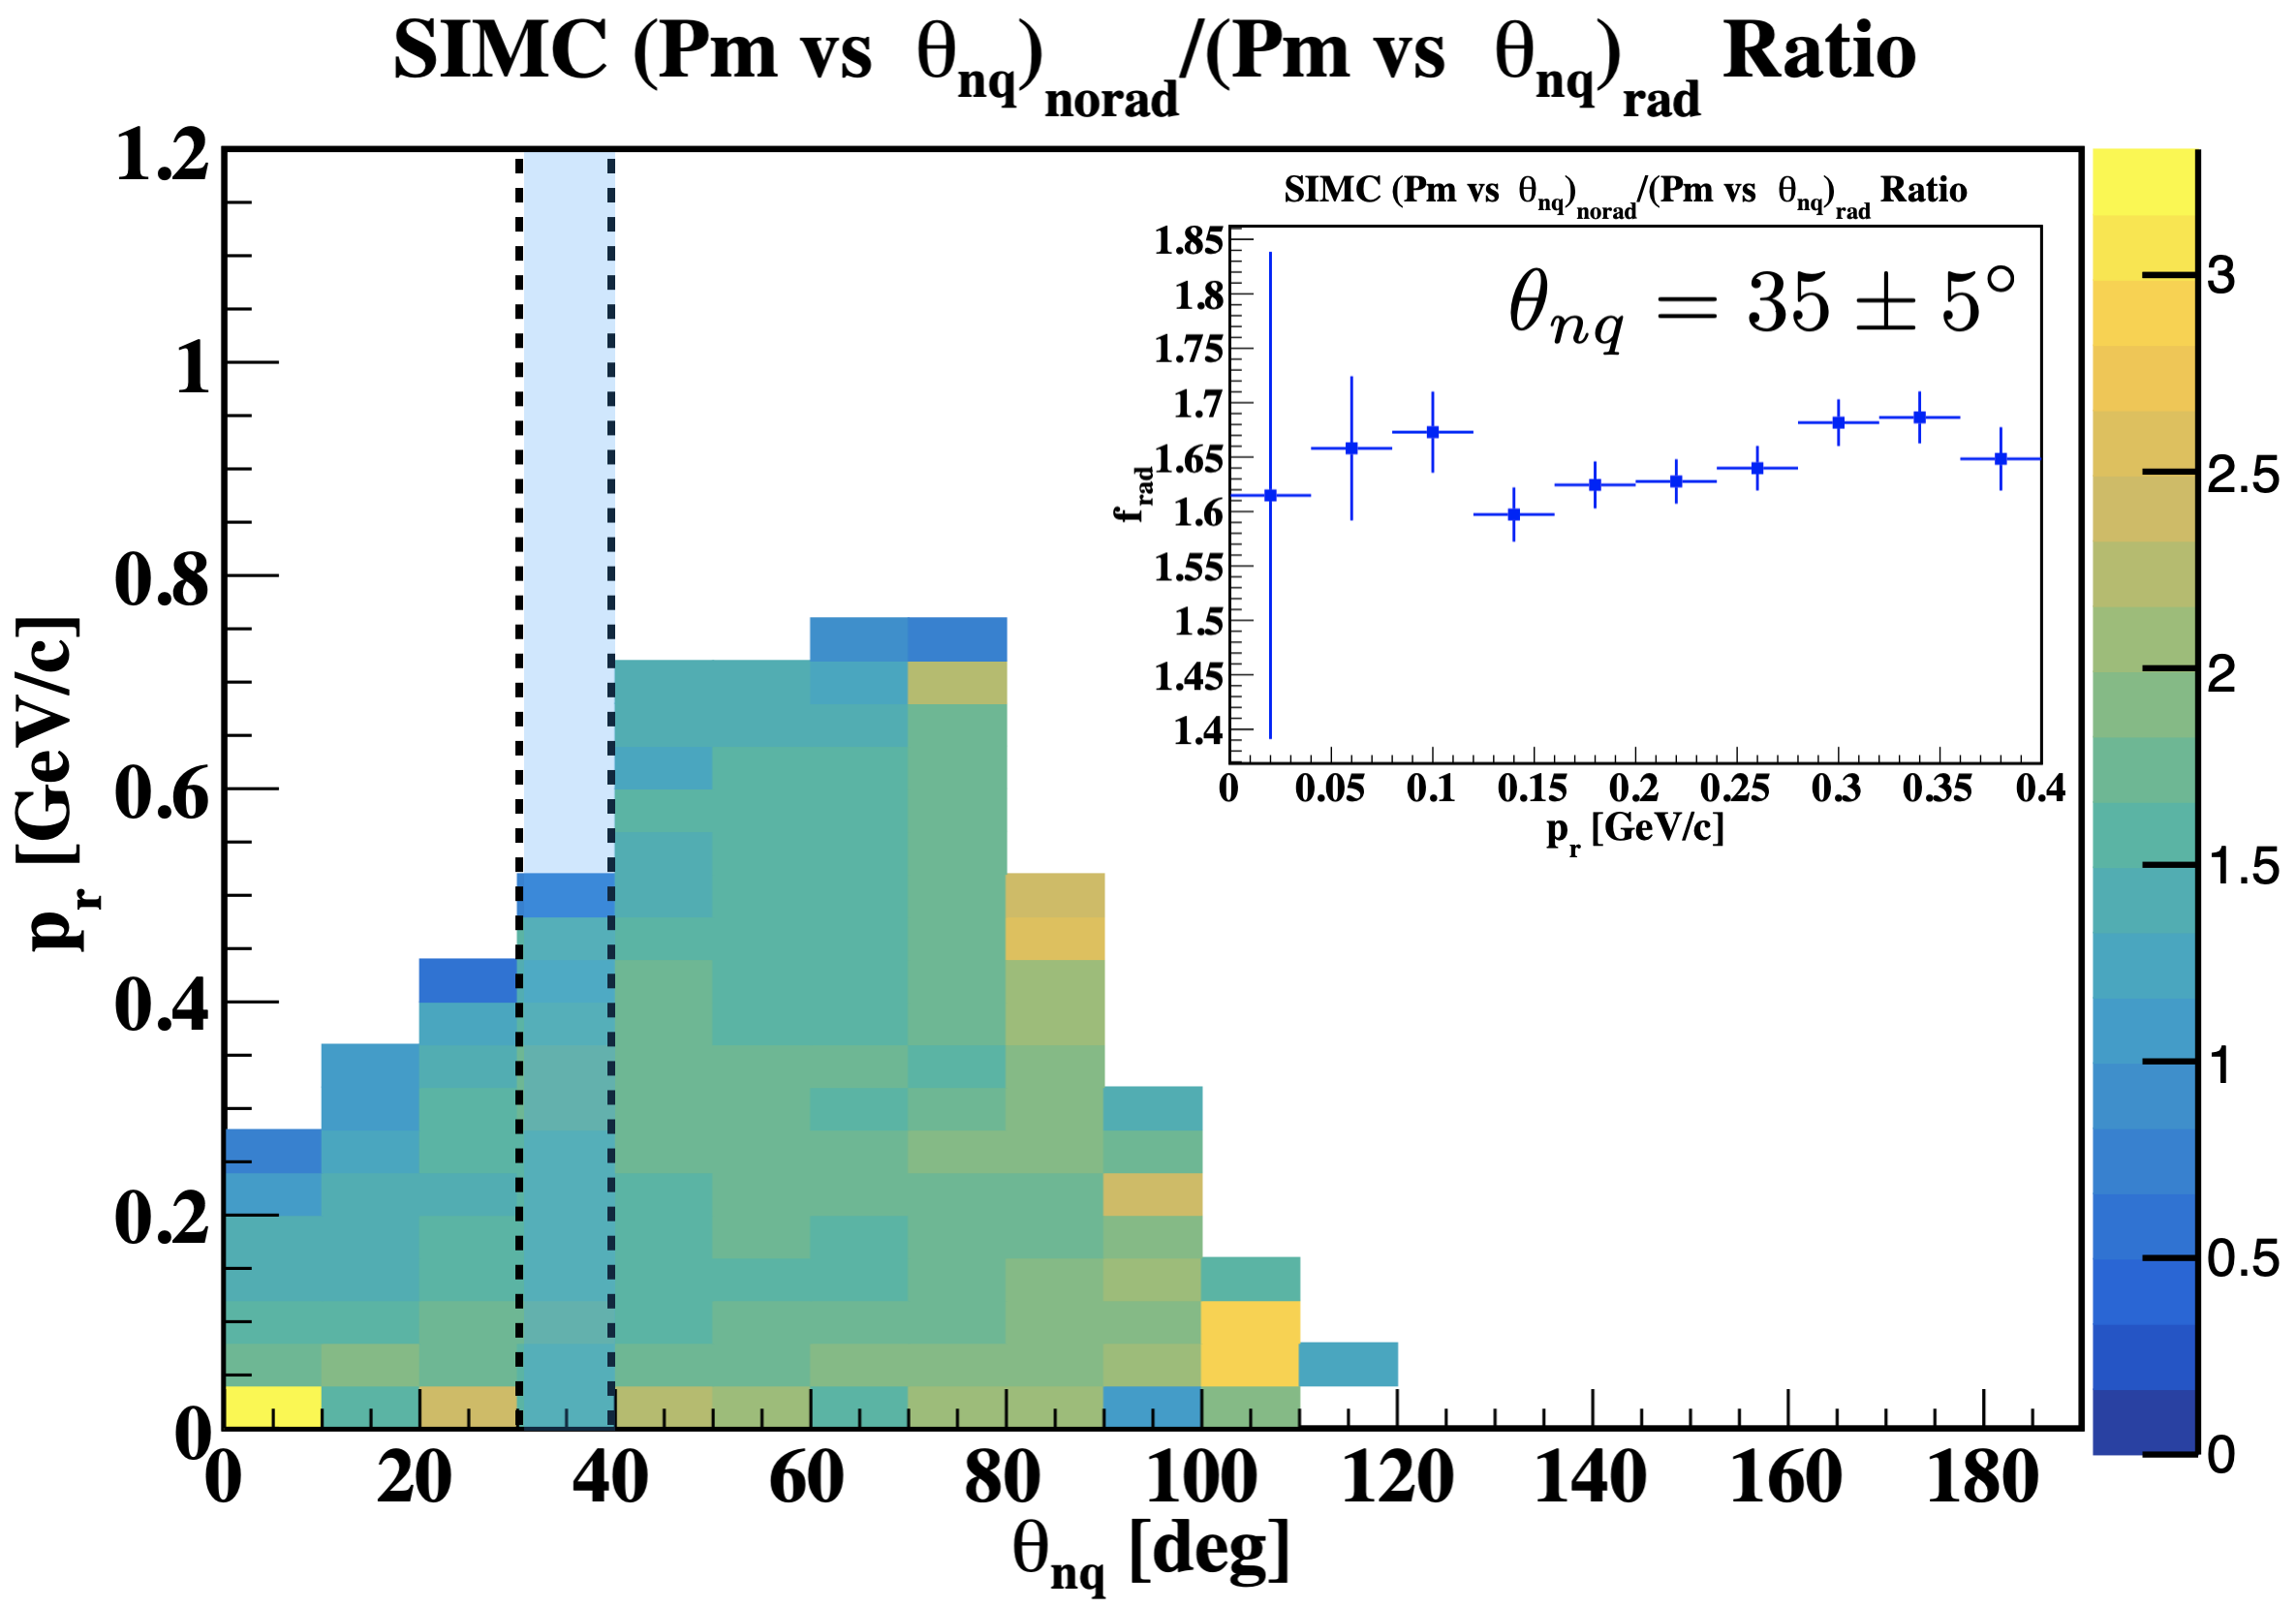 SIMC (Pm vs θnq)norad/(Pm vs θnq)rad Ratio
1.2
1
0.8
0.6
0.4
0.2
0
pr [GeV/c]
0 20 40 60 80 100 120 140 160 180
θnq [deg]
SIMC (Pm vs θnq)norad/(Pm vs θnq)rad Ratio
θnq = 35 ± 5°
1.85
1.8
1.75
1.7
1.65
1.6
1.55
1.5
1.45
1.4
frad
0 0.05 0.1 0.15 0.2 0.25 0.3 0.35 0.4
pr [GeV/c]
3
2.5
2
1.5
1
0.5
0